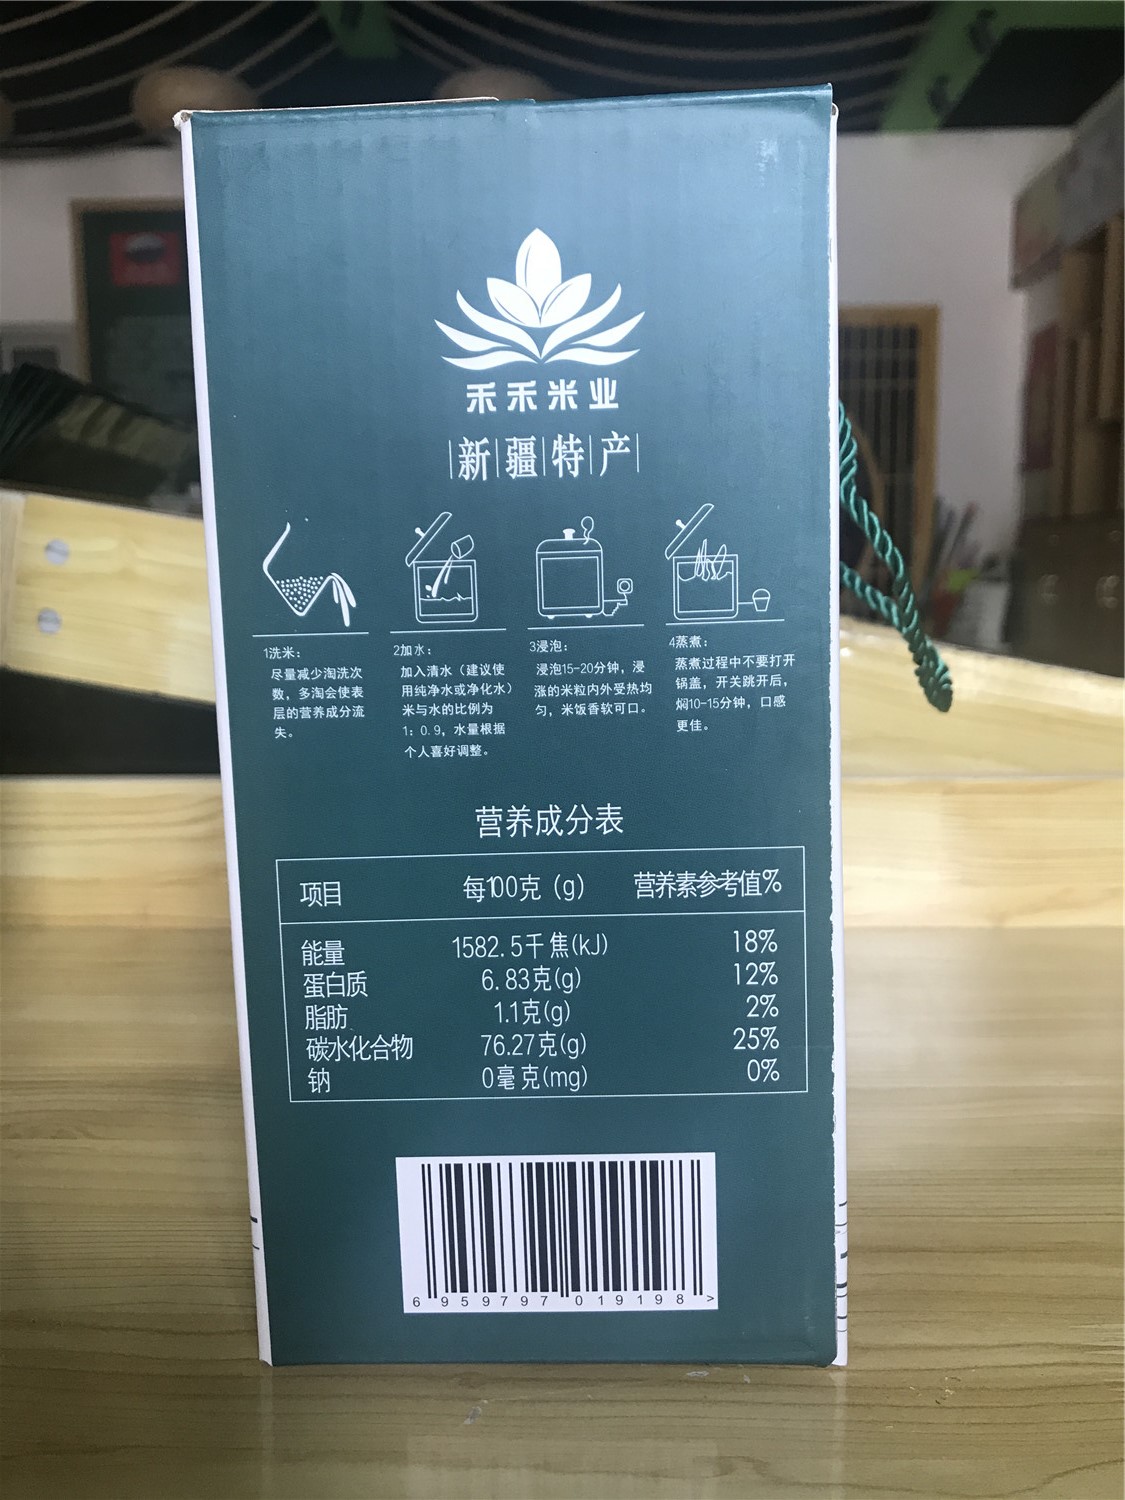 禾禾米业
新疆特产
1洗米：
尽量减少淘洗次
数，多淘会使表
层的营养成分流
失。
2加水：
加入清水（建议使
用纯净水或净化水）
米与水的比例为
1：0.9，水量根据
个人喜好调整。
3浸泡：
浸泡15-20分钟，浸
涨的米粒内外受热均
匀，米饭香软可口。
4蒸煮：
蒸煮过程中不要打开
锅盖，开关跳开后，
焖10-15分钟，口感
更佳。
营养成分表
项目 每100克（g） 营养素参考值%
能量 1582.5千焦(kJ) 18%
蛋白质 6.83克(g) 12%
脂肪 1.1克(g) 2%
碳水化合物 76.27克(g) 25%
钠 0毫克(mg) 0%
6 959797 019198 >